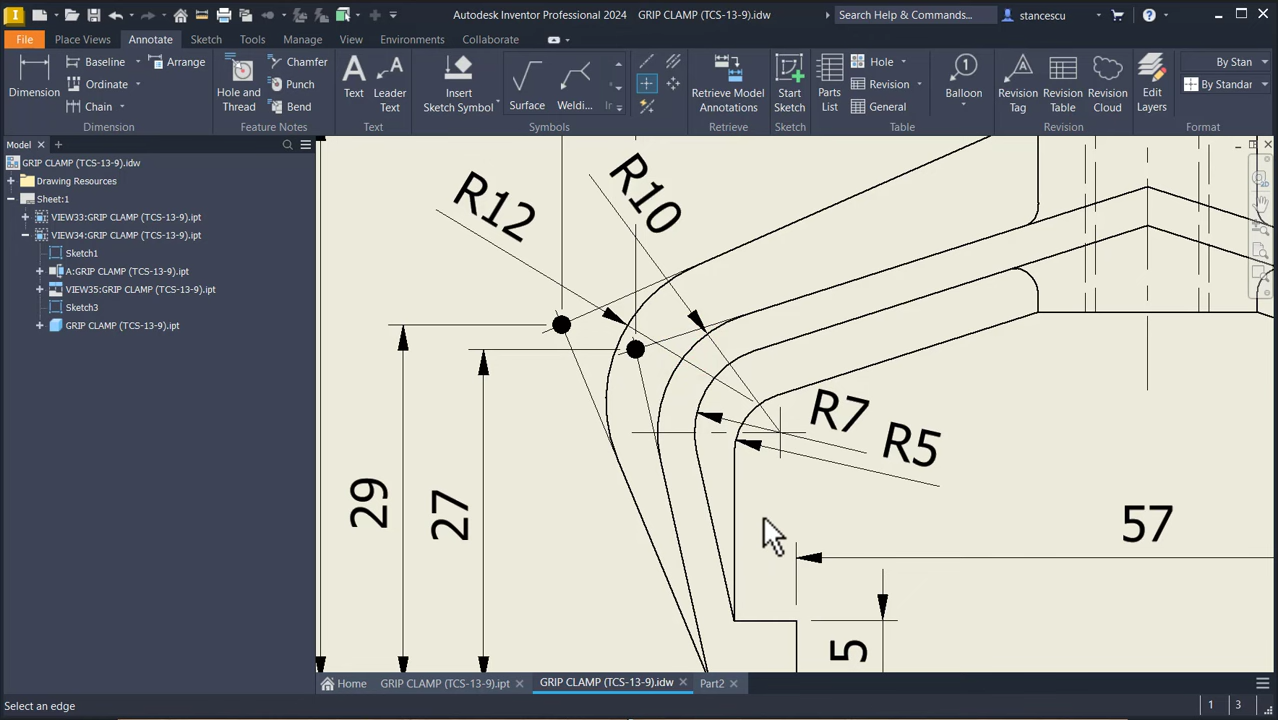 Autodesk Inventor Professional 2024 GRIP CLAMP (TCS-13-9).idw
Search Help & Commands...
stancescu
File Place Views Annotate Sketch Tools Manage View Environments Collaborate
Dimension
Baseline
Ordinate
Chain
Arrange
Dimension
Hole and Thread
Chamfer
Punch
Bend
Feature Notes
Text
Leader Text
Text
Insert Sketch Symbol
Surface
Weldi...
Ir
Symbols
Retrieve Model Annotations
Retrieve
Start Sketch
Sketch
Parts List
Hole
Revision
General
Table
Balloon
Revision Tag
Revision Table
Revision Cloud
Revision
Edit Layers
By Stan
By Standar
Format
Model
GRIP CLAMP (TCS-13-9).idw
Drawing Resources
Sheet:1
VIEW33:GRIP CLAMP (TCS-13-9).ipt
VIEW34:GRIP CLAMP (TCS-13-9).ipt
Sketch1
A:GRIP CLAMP (TCS-13-9).ipt
VIEW35:GRIP CLAMP (TCS-13-9).ipt
Sketch3
GRIP CLAMP (TCS-13-9).ipt
R12
R10
R7
R5
29
27
57
5
Home GRIP CLAMP (TCS-13-9).ipt GRIP CLAMP (TCS-13-9).idw Part2
Select an edge
1 3